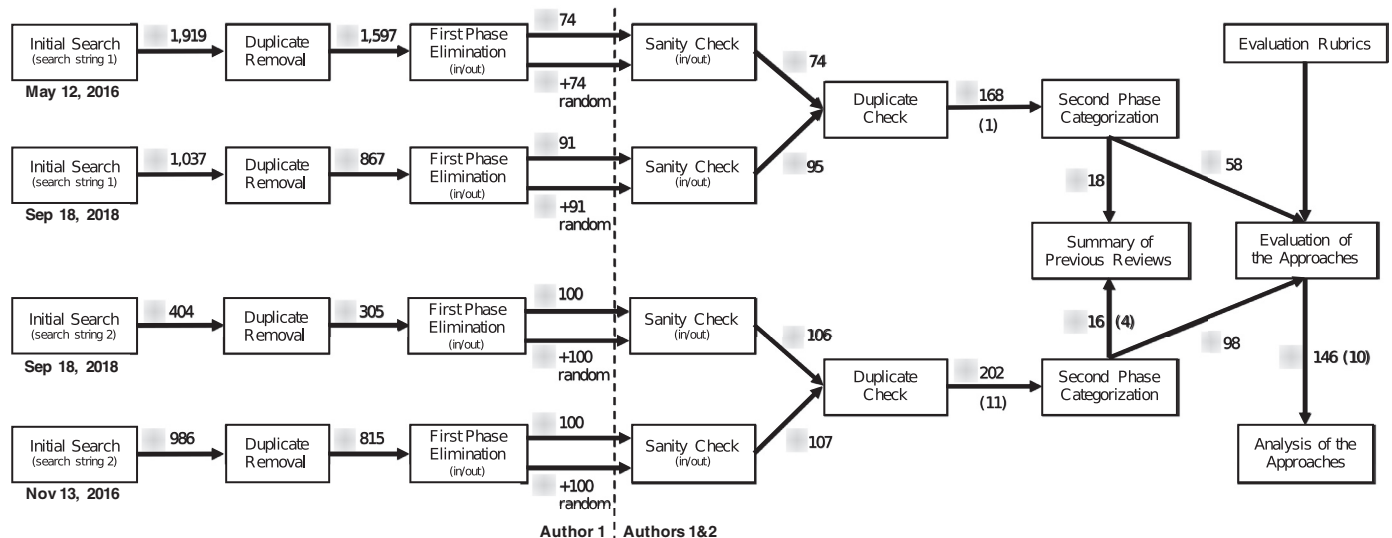 Initial Search
(search string 1)
May 12, 2016
1,919
Duplicate
Removal
1,597
First Phase
Elimination
(in/out)
74
+74
random
Sanity Check
(in/out)
74
Initial Search
(search string 1)
Sep 18, 2018
1,037
Duplicate
Removal
867
First Phase
Elimination
(in/out)
91
+91
random
Sanity Check
(in/out)
95
Duplicate
Check
168
(1)
Second Phase
Categorization
18
58
Evaluation Rubrics
Summary of
Previous Reviews
Evaluation of
the Approaches
Initial Search
(search string 2)
Sep 18, 2018
404
Duplicate
Removal
305
First Phase
Elimination
(in/out)
100
+100
random
Sanity Check
(in/out)
106
Initial Search
(search string 2)
Nov 13, 2016
986
Duplicate
Removal
815
First Phase
Elimination
(in/out)
100
+100
random
Sanity Check
(in/out)
107
Duplicate
Check
202
(11)
Second Phase
Categorization
16 (4)
98
146 (10)
Analysis of the
Approaches
Author 1
Authors 1&2